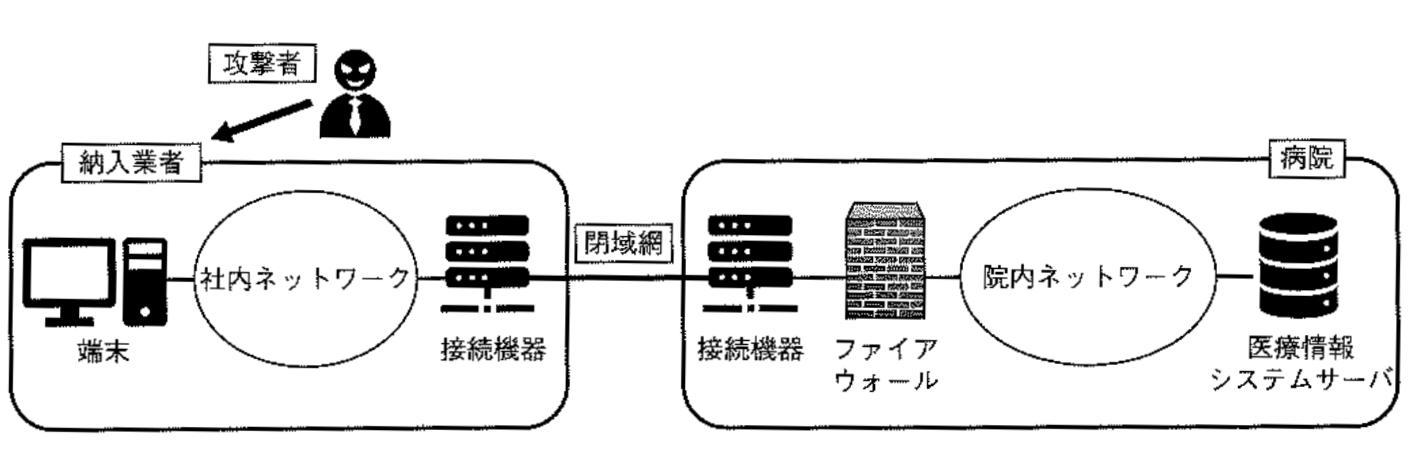 攻撃者
納入業者
病院
閉域網
社内ネットワーク
院内ネットワーク
端末
接続機器
接続機器
ファイア
ウォール
医療情報
システムサーバ